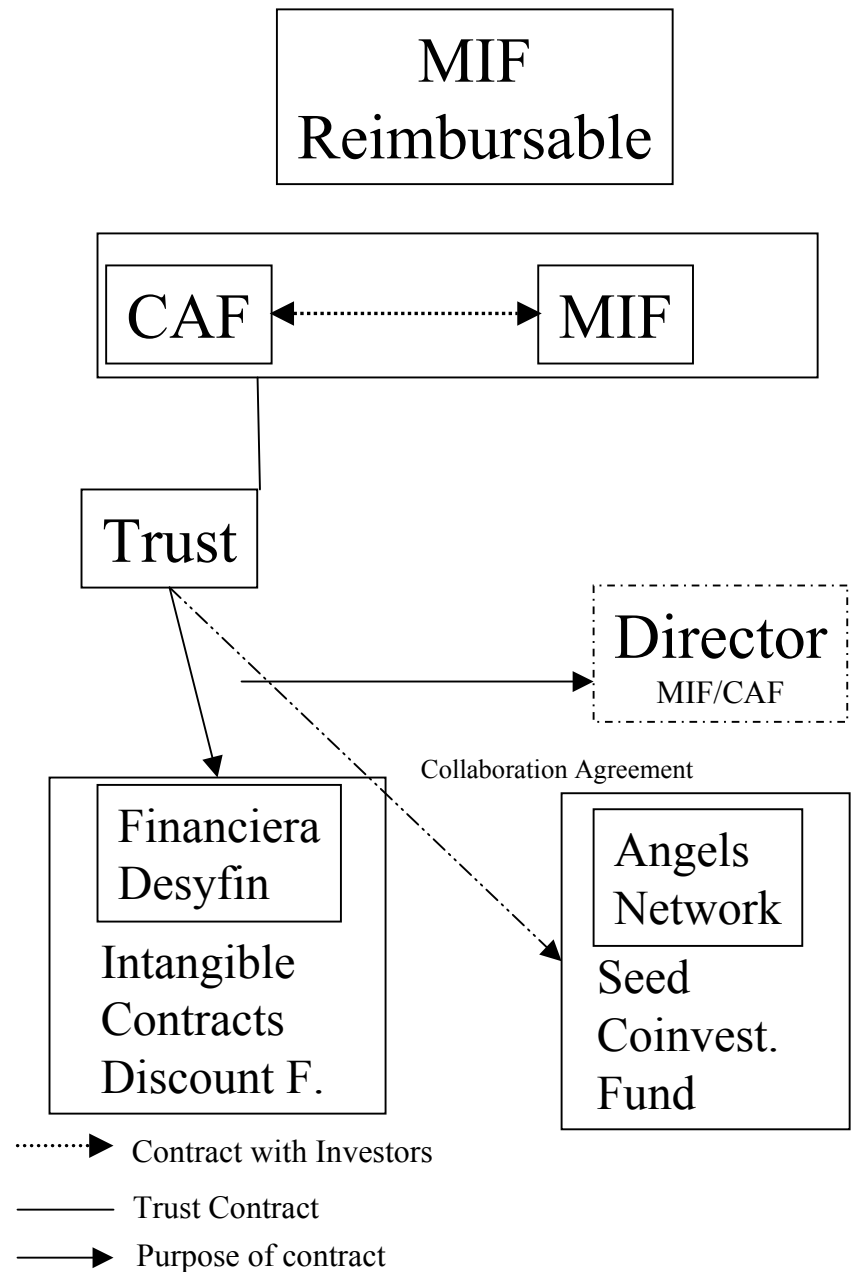 MIF
Reimbursable
CAF
MIF
Trust
Director
MIF/CAF
Collaboration Agreement
Financiera
Desyfin
Intangible
Contracts
Discount F.
Angels
Network
Seed
Coinvest.
Fund
Contract with Investors
Trust Contract
Purpose of contract